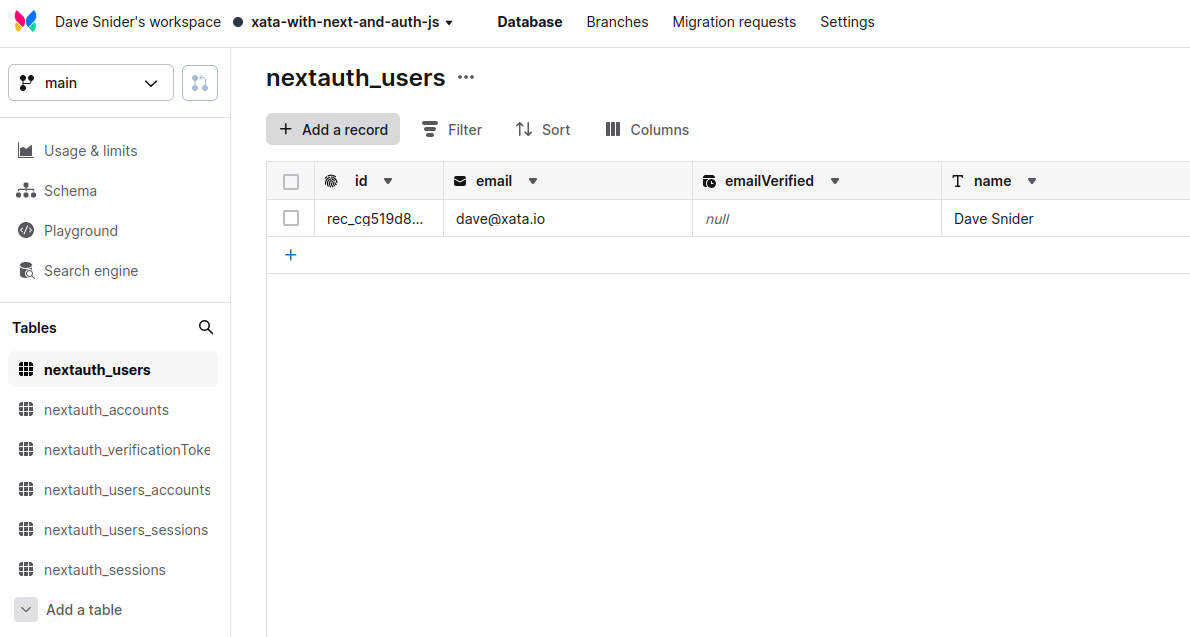 Dave Snider's workspace xata-with-next-and-auth-js Database Branches Migration requests Settings
main
Usage & limits
Schema
Playground
Search engine
Tables
nextauth_users
nextauth_accounts
nextauth_verificationToke
nextauth_users_accounts
nextauth_users_sessions
nextauth_sessions
Add a table
nextauth_users ···
+ Add a record Filter Sort Columns
id email emailVerified T name
rec_cg519d8... dave@xata.io null Dave Snider
+